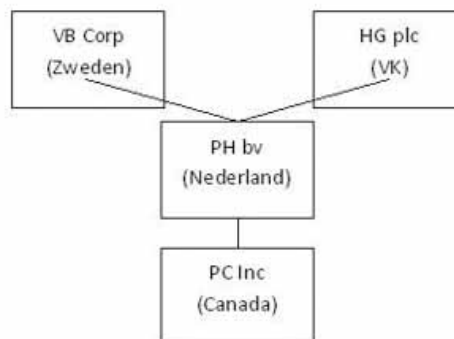 VB Corp
(Zweden)
HG plc
(VK)
PH bv
(Nederland)
PC Inc
(Canada)